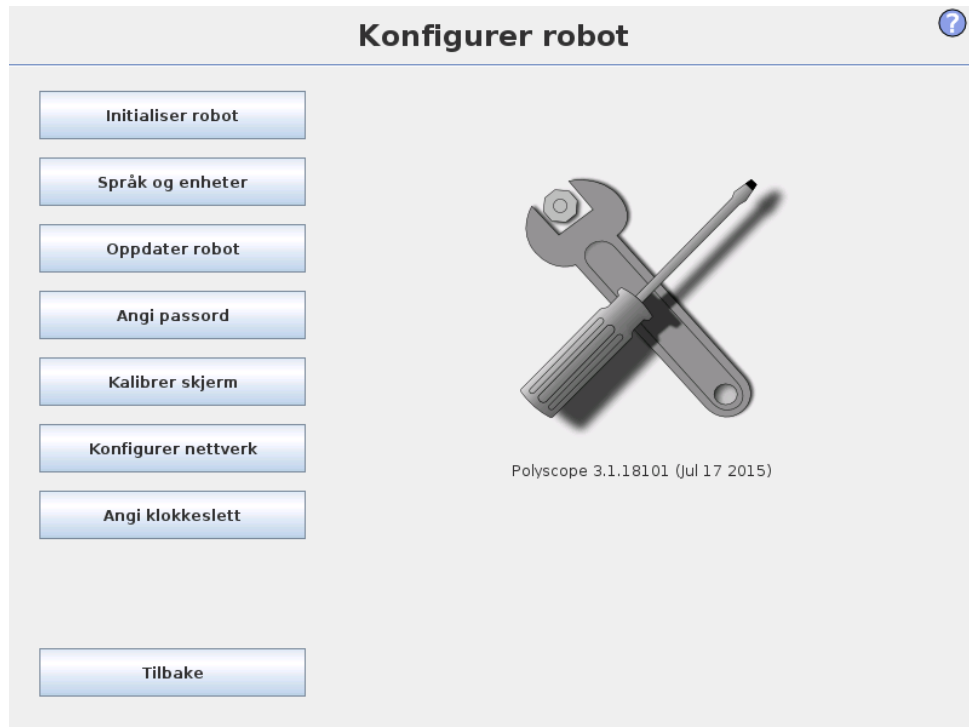 Konfigurer robot
?
Initialiser robot
Språk og enheter
Oppdater robot
Angi passord
Kalibrer skjerm
Konfigurer nettverk
Angi klokkeslett
Polyscope 3.1.18101 (Jul 17 2015)
Tilbake